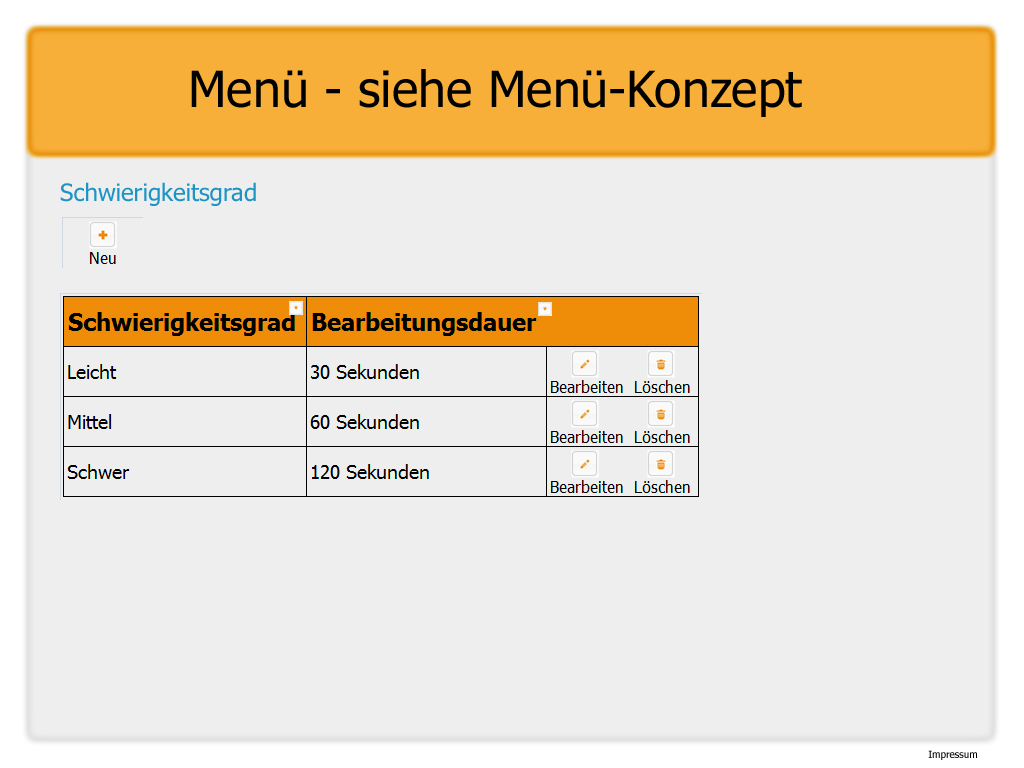 Menü - siehe Menü-Konzept
Schwierigkeitsgrad
Neu
Schwierigkeitsgrad Bearbeitungsdauer
Leicht 30 Sekunden Bearbeiten Löschen
Mittel 60 Sekunden Bearbeiten Löschen
Schwer 120 Sekunden Bearbeiten Löschen
Impressum